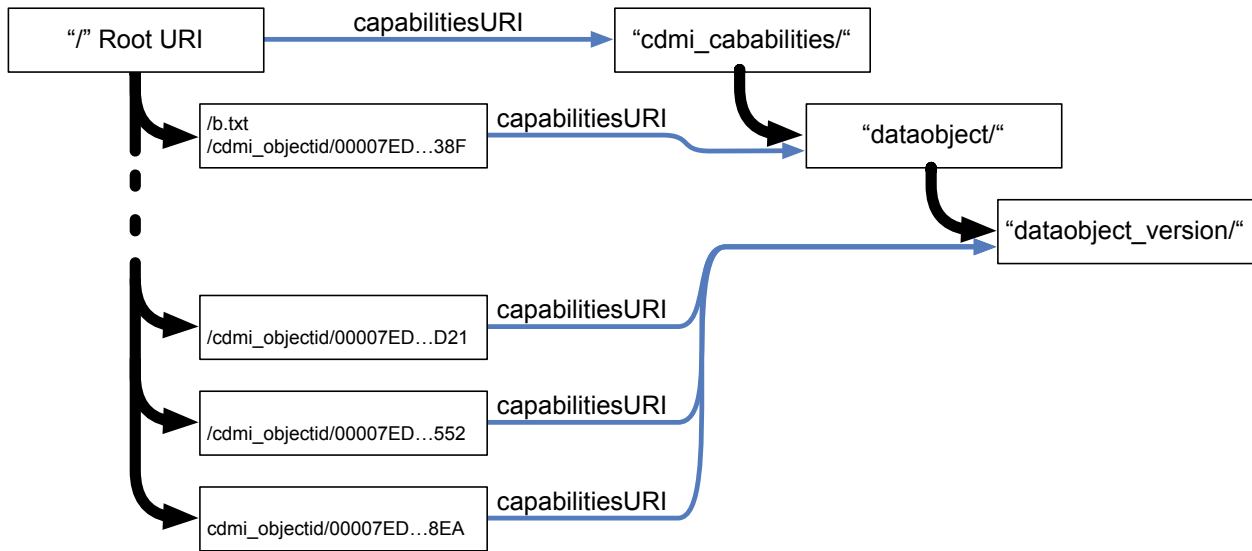 capabilitiesURI
“/” Root URI
“cdmi_cababilities/“
/b.txt
/cdmi_objectid/00007ED…38F
capabilitiesURI
“dataobject/“
“dataobject_version/“
/cdmi_objectid/00007ED…D21
capabilitiesURI
/cdmi_objectid/00007ED…552
capabilitiesURI
cdmi_objectid/00007ED…8EA
capabilitiesURI